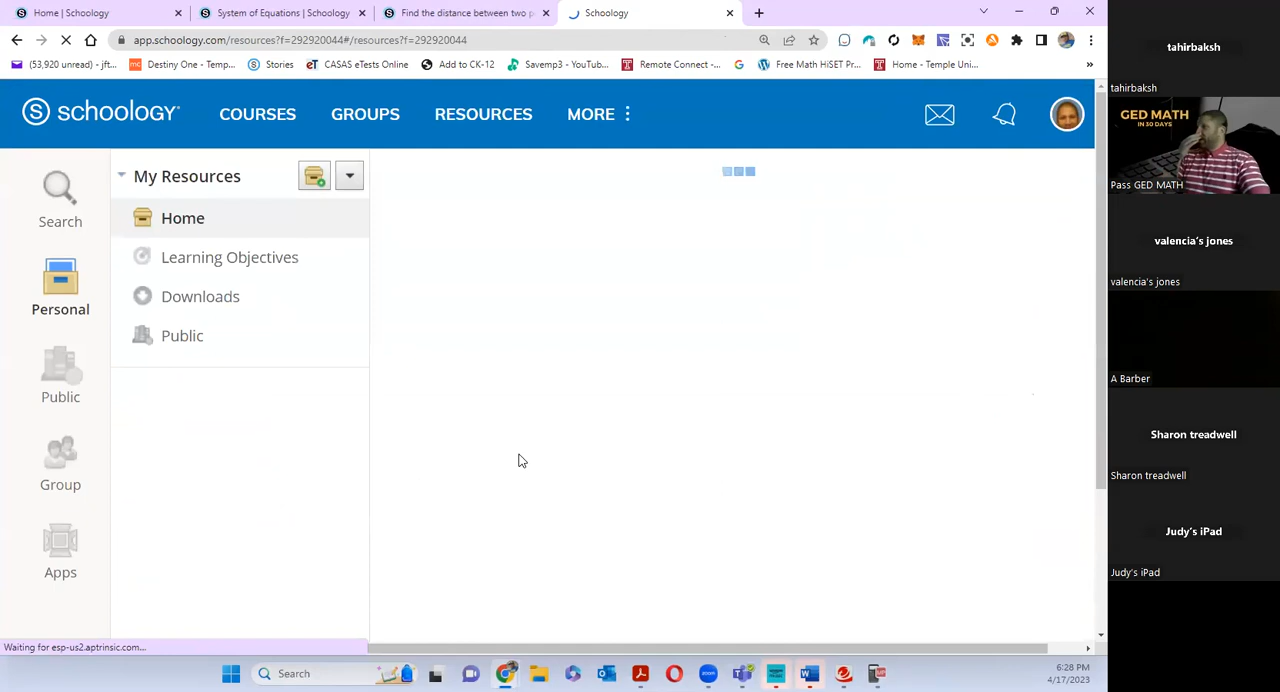 Home | Schoology
System of Equations | Schoology
Find the distance between two p
Schoology
app.schoology.com/resources?f=292920044#/resources?f=292920044
(53,920 unread) - jft...
Destiny One - Temp...
Stories
CASAS eTests Online
Add to CK-12
Savemp3 - YouTub...
Remote Connect -...
Free Math HiSET Pr...
Home - Temple Uni...
»
S schoology®
COURSES
GROUPS
RESOURCES
MORE
Search
Personal
Public
Group
Apps
My Resources
Home
Learning Objectives
Downloads
Public
Waiting for esp-us2.aptrinsic.com...
Search
6:28 PM
4/17/2023
tahirbaksh
tahirbaksh
GED MATH
IN 30 DAYS
Pass GED MATH
valencia's jones
valencia's jones
A Barber
Sharon treadwell
Sharon treadwell
Judy's iPad
Judy's iPad